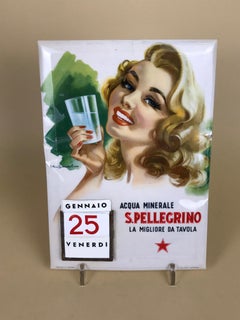 ACQUA MINERALE
S.PELLEGRINO
LA MIGLIORE DA TAVOLA
GENNAIO
25
VENERDI